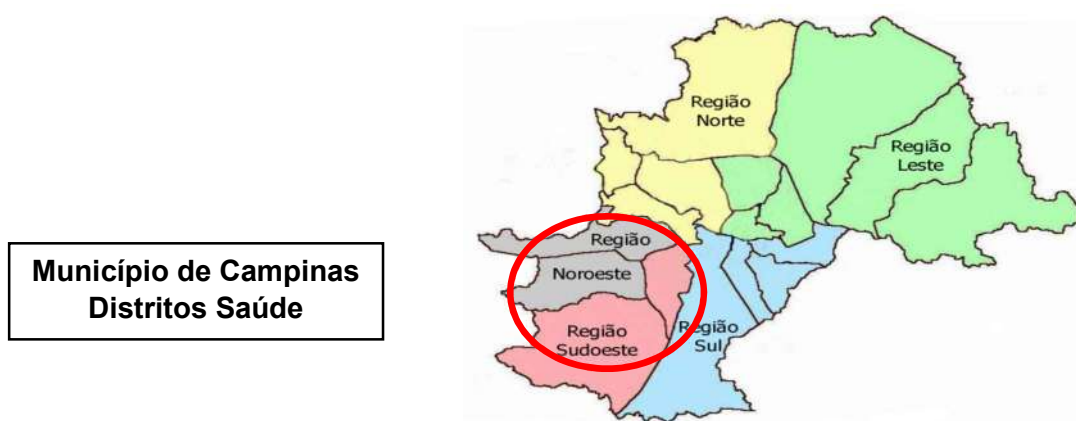 Município de Campinas
Distritos Saúde
Região
Norte
Região
Leste
Região
Noroeste
Região
Sudoeste
Região
Sul